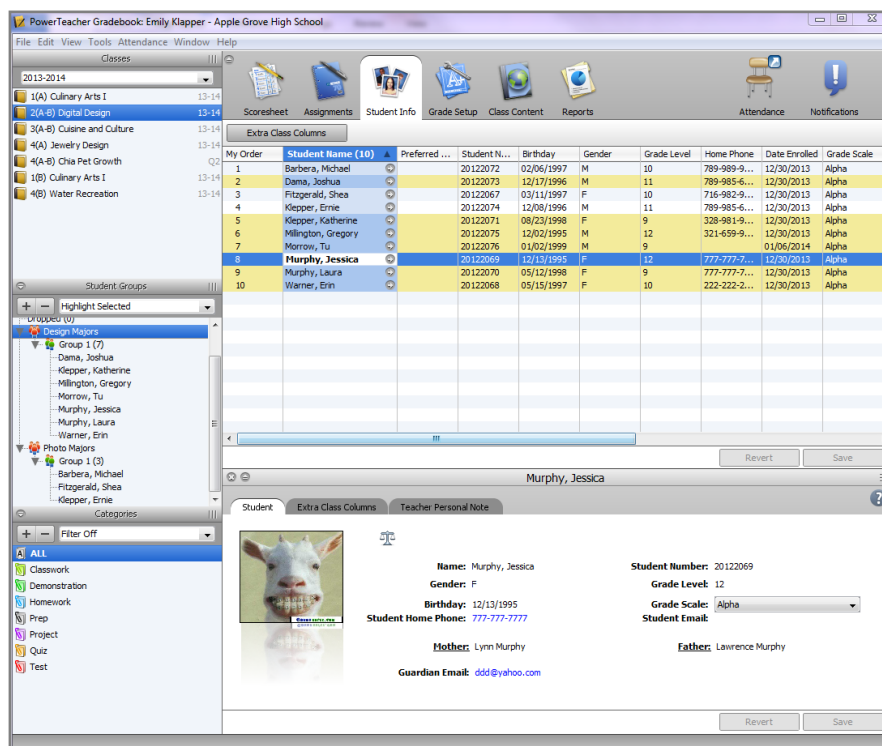 PowerTeacher Gradebook: Emily Klapper - Apple Grove High School
File Edit View Tools Attendance Window Help
Classes
2013-2014
1(A) Culinary Arts I 13-14
2(A-B) Digital Design 13-14
3(A-B) Cuisine and Culture 13-14
4(A) Jewelry Design 13-14
4(A-B) Chia Pet Growth Q2
1(B) Culinary Arts I 13-14
4(B) Water Recreation 13-14
Student Groups
+ − Highlight Selected
Dropped (0)
Design Majors
Group 1 (7)
Dama, Joshua
Klepper, Katherine
Millington, Gregory
Morrow, Tu
Murphy, Jessica
Murphy, Laura
Warner, Erin
Photo Majors
Group 1 (3)
Barbera, Michael
Fitzgerald, Shea
Klepper, Ernie
Categories
+ − Filter Off
ALL
Classwork
Demonstration
Homework
Prep
Project
Quiz
Test
Scoresheet Assignments Student Info Grade Setup Class Content Reports Attendance Notifications
Extra Class Columns
My Order Student Name (10) Preferred ... Student N... Birthday Gender Grade Level Home Phone Date Enrolled Grade Scale
1 Barbera, Michael 20122072 02/06/1997 M 10 789-989-9... 12/30/2013 Alpha
2 Dama, Joshua 20122073 12/17/1996 M 11 789-985-6... 12/30/2013 Alpha
3 Fitzgerald, Shea 20122067 03/11/1997 F 10 716-982-9... 12/30/2013 Alpha
4 Klepper, Ernie 20122074 12/08/1996 M 11 789-985-6... 12/30/2013 Alpha
5 Klepper, Katherine 20122071 08/23/1998 F 9 328-981-9... 12/30/2013 Alpha
6 Millington, Gregory 20122075 12/02/1995 M 12 321-659-9... 12/30/2013 Alpha
7 Morrow, Tu 20122076 01/02/1999 M 9 01/06/2014 Alpha
8 Murphy, Jessica 20122069 12/13/1995 F 12 777-777-7... 12/30/2013 Alpha
9 Murphy, Laura 20122070 05/12/1998 F 9 777-777-7... 12/30/2013 Alpha
10 Warner, Erin 20122068 05/15/1997 F 10 222-222-2... 12/30/2013 Alpha
Revert Save
Murphy, Jessica
Student Extra Class Columns Teacher Personal Note
Name: Murphy, Jessica Student Number: 20122069
Gender: F Grade Level: 12
Birthday: 12/13/1995 Grade Scale: Alpha
Student Home Phone: 777-777-7777 Student Email:
Mother: Lynn Murphy Father: Lawrence Murphy
Guardian Email: ddd@yahoo.com
Revert Save